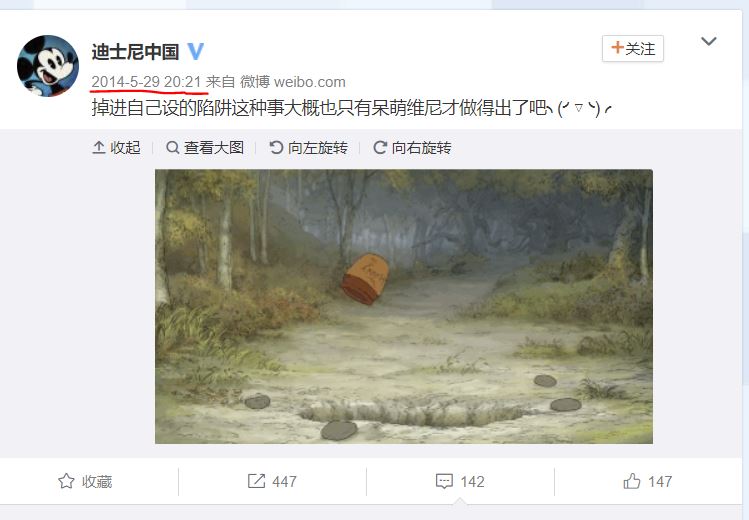 迪士尼中国
+关注
2014-5-29 20:21 来自 微博 weibo.com
掉进自己设的陷阱这种事大概也只有呆萌维尼才做得出了吧╮(╯▽╰)╭
收起 查看大图 向左旋转 向右旋转
收藏 447 142 147